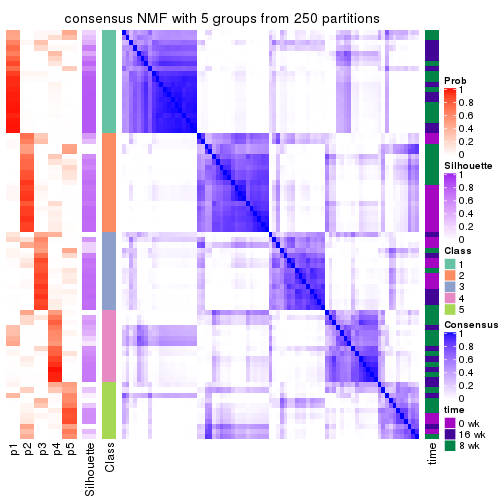 consensus NMF with 5 groups from 250 partitions
Prob
1
0.8
0.6
0.4
0.2
0
Silhouette
1
0.8
0.6
0.4
0.2
0
Class
1
2
3
4
5
Consensus
1
0.8
0.6
0.4
0.2
0
time
0 wk
16 wk
8 wk
p1
p2
p3
p4
p5
Silhouette
Class
time